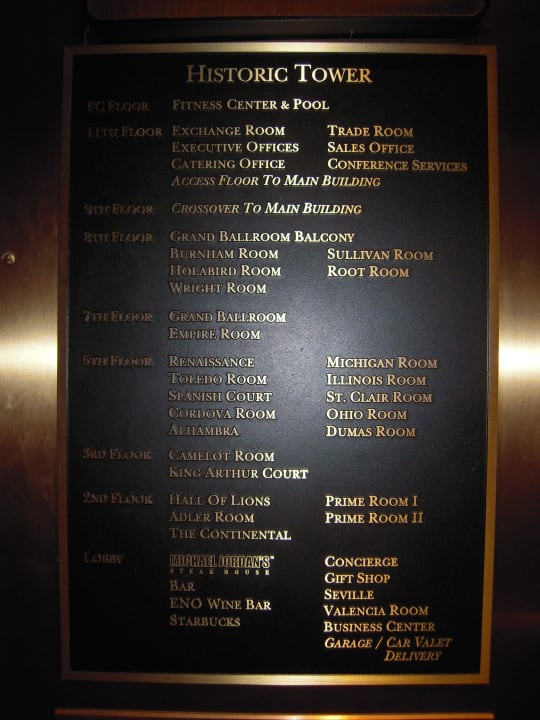 HISTORIC TOWER
FC FLOOR FITNESS CENTER & POOL
11TH FLOOR EXCHANGE ROOM TRADE ROOM
EXECUTIVE OFFICES SALES OFFICE
CATERING OFFICE CONFERENCE SERVICES
ACCESS FLOOR TO MAIN BUILDING
9TH FLOOR CROSSOVER TO MAIN BUILDING
8TH FLOOR GRAND BALLROOM BALCONY
BURNHAM ROOM SULLIVAN ROOM
HOLABIRD ROOM ROOT ROOM
WRIGHT ROOM
7TH FLOOR GRAND BALLROOM
EMPIRE ROOM
5TH FLOOR RENAISSANCE MICHIGAN ROOM
TOLEDO ROOM ILLINOIS ROOM
SPANISH COURT ST. CLAIR ROOM
CORDOVA ROOM OHIO ROOM
ALHAMBRA DUMAS ROOM
3RD FLOOR CAMELOT ROOM
KING ARTHUR COURT
2ND FLOOR HALL OF LIONS PRIME ROOM I
ADLER ROOM PRIME ROOM II
THE CONTINENTAL
LOBBY MICHAEL JORDAN'S™ CONCIERGE
STEAK HOUSE GIFT SHOP
BAR SEVILLE
ENO WINE BAR VALENCIA ROOM
STARBUCKS BUSINESS CENTER
GARAGE / CAR VALET
DELIVERY